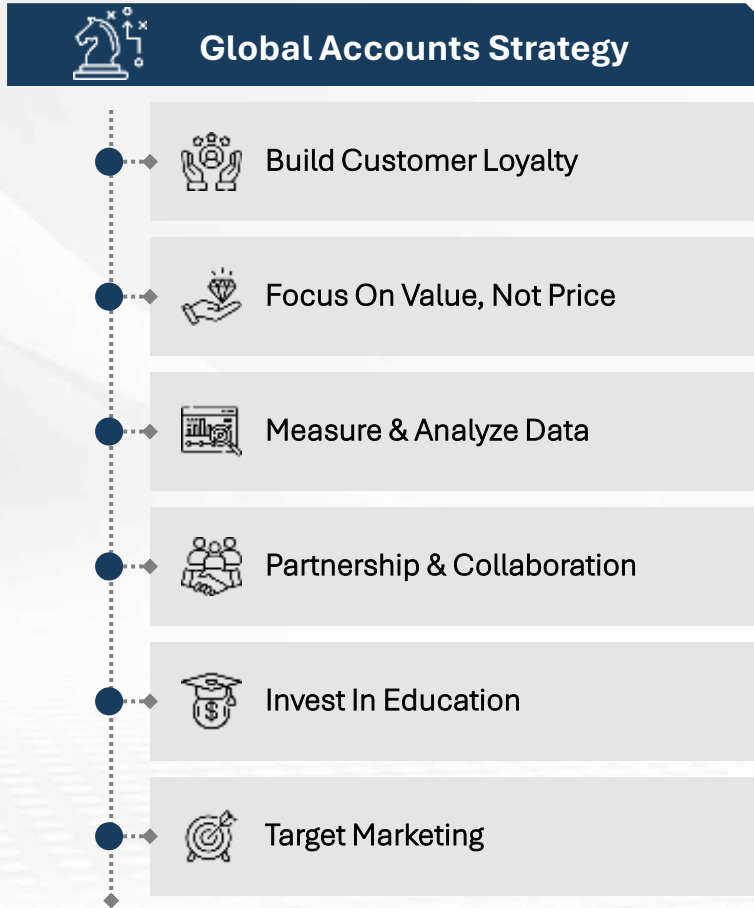 Global Accounts Strategy
Build Customer Loyalty
Focus On Value, Not Price
Measure & Analyze Data
Partnership & Collaboration
Invest In Education
Target Marketing